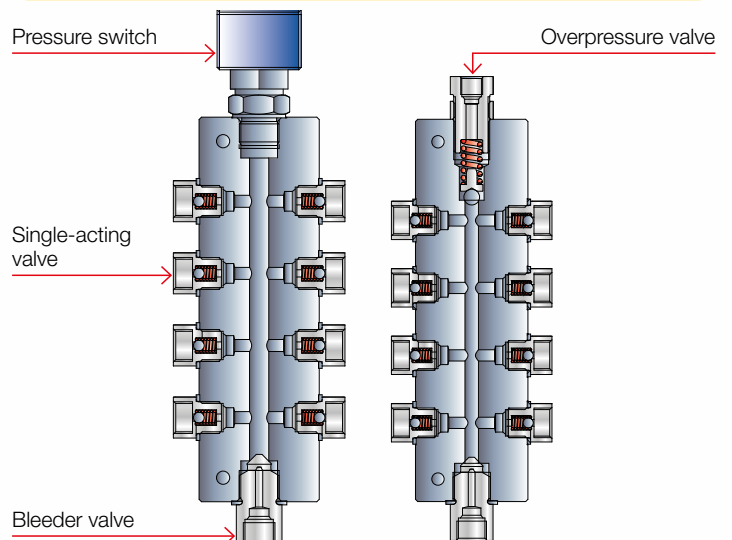 Pressure switch
Overpressure valve
Single-acting
valve
Bleeder valve